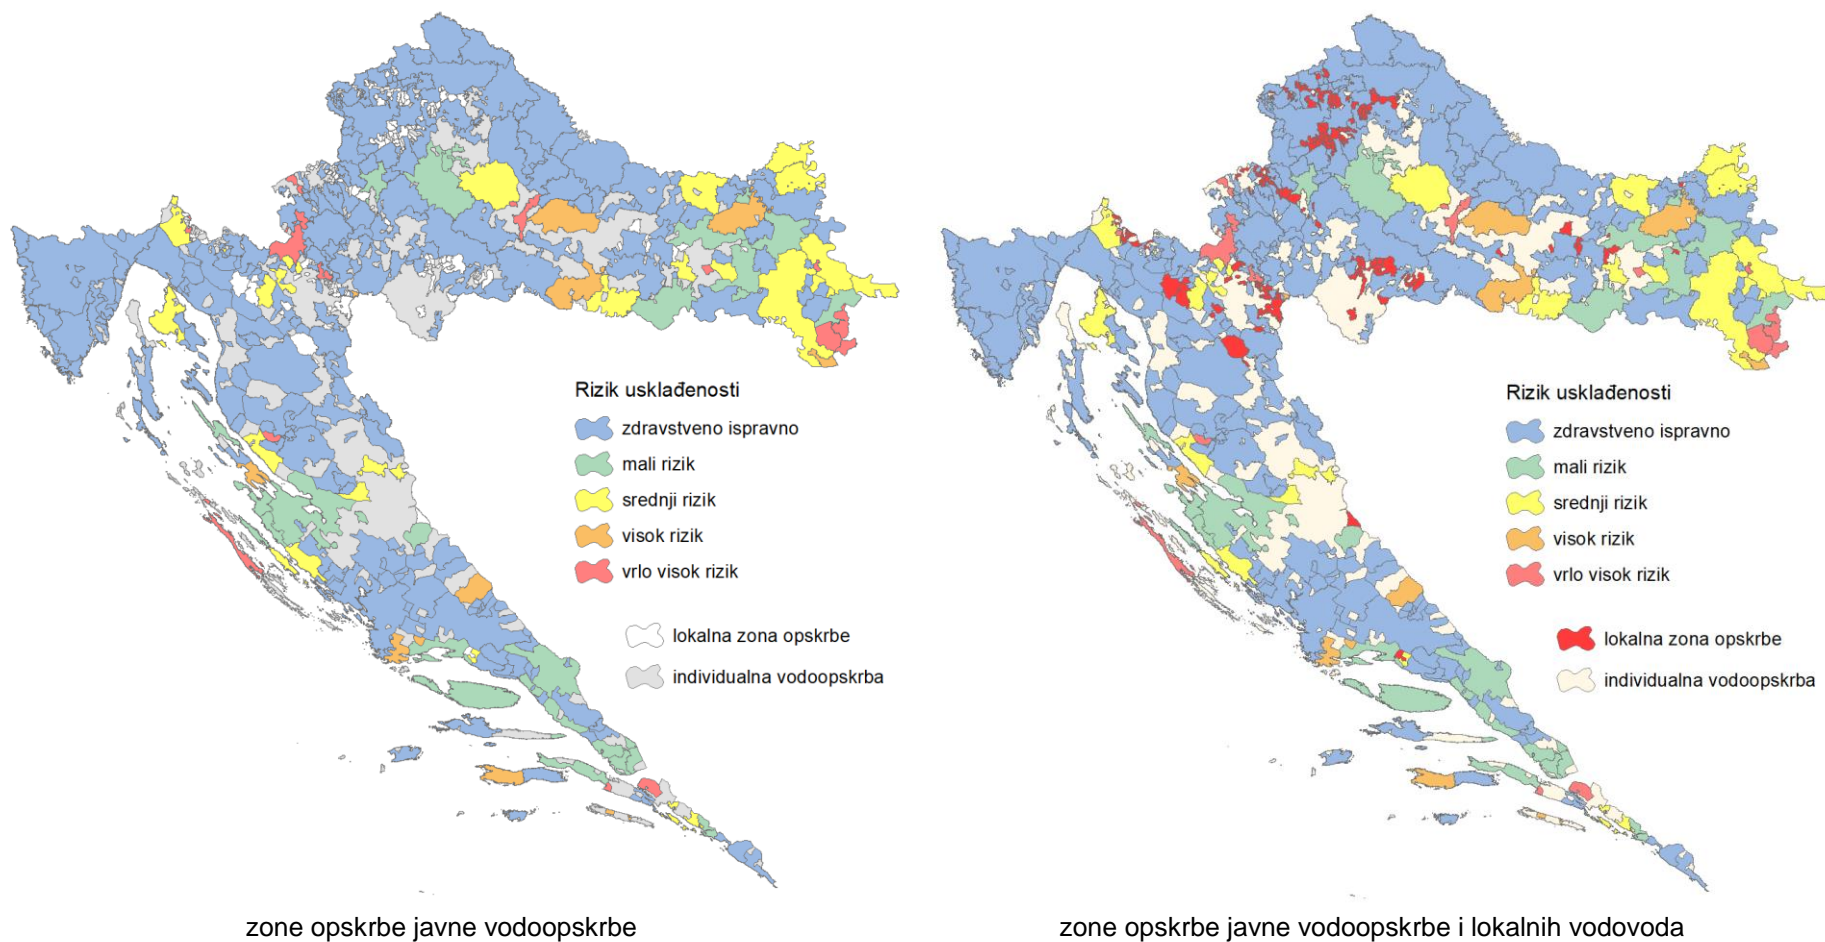 Rizik usklađenosti
zdravstveno ispravno
mali rizik
srednji rizik
visok rizik
vrlo visok rizik
lokalna zona opskrbe
individualna vodoopskrba
zone opskrbe javne vodoopskrbe
Rizik usklađenosti
zdravstveno ispravno
mali rizik
srednji rizik
visok rizik
vrlo visok rizik
lokalna zona opskrbe
individualna vodoopskrba
zone opskrbe javne vodoopskrbe i lokalnih vodovoda